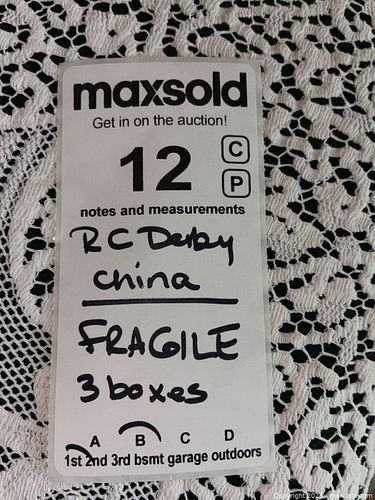 maxsold
Get in on the auction!
12
C
P
notes and measurements
RC Derby
china
FRAGILE
3 boxes
A B C D
1st 2nd 3rd bsmt garage outdoors